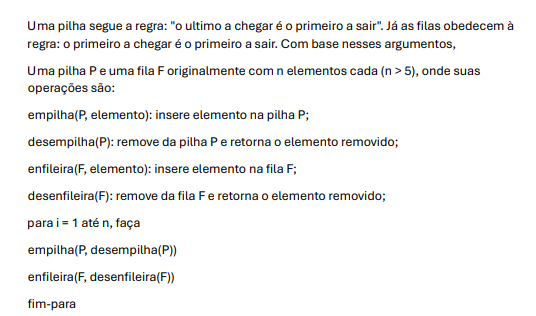 Uma pilha segue a regra: "o ultimo a chegar é o primeiro a sair". Já as filas obedecem à
regra: o primeiro a chegar é o primeiro a sair. Com base nesses argumentos,
Uma pilha P e uma fila F originalmente com n elementos cada (n > 5), onde suas
operações são:
empilha(P, elemento): insere elemento na pilha P;
desempilha(P): remove da pilha P e retorna o elemento removido;
enfileira(F, elemento): insere elemento na fila F;
desenfileira(F): remove da fila F e retorna o elemento removido;
para i = 1 até n, faça
empilha(P, desempilha(P))
enfileira(F, desenfileira(F))
fim-para